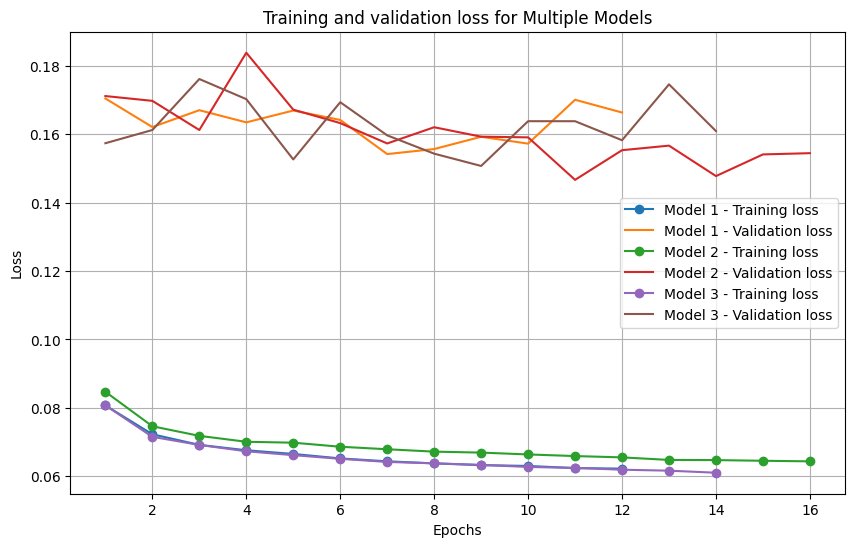 Training and validation loss for Multiple Models
0.18
0.16
0.14
0.12
0.10
0.08
0.06
Loss
Model 1 - Training loss
Model 1 - Validation loss
Model 2 - Training loss
Model 2 - Validation loss
Model 3 - Training loss
Model 3 - Validation loss
2 4 6 8 10 12 14 16
Epochs